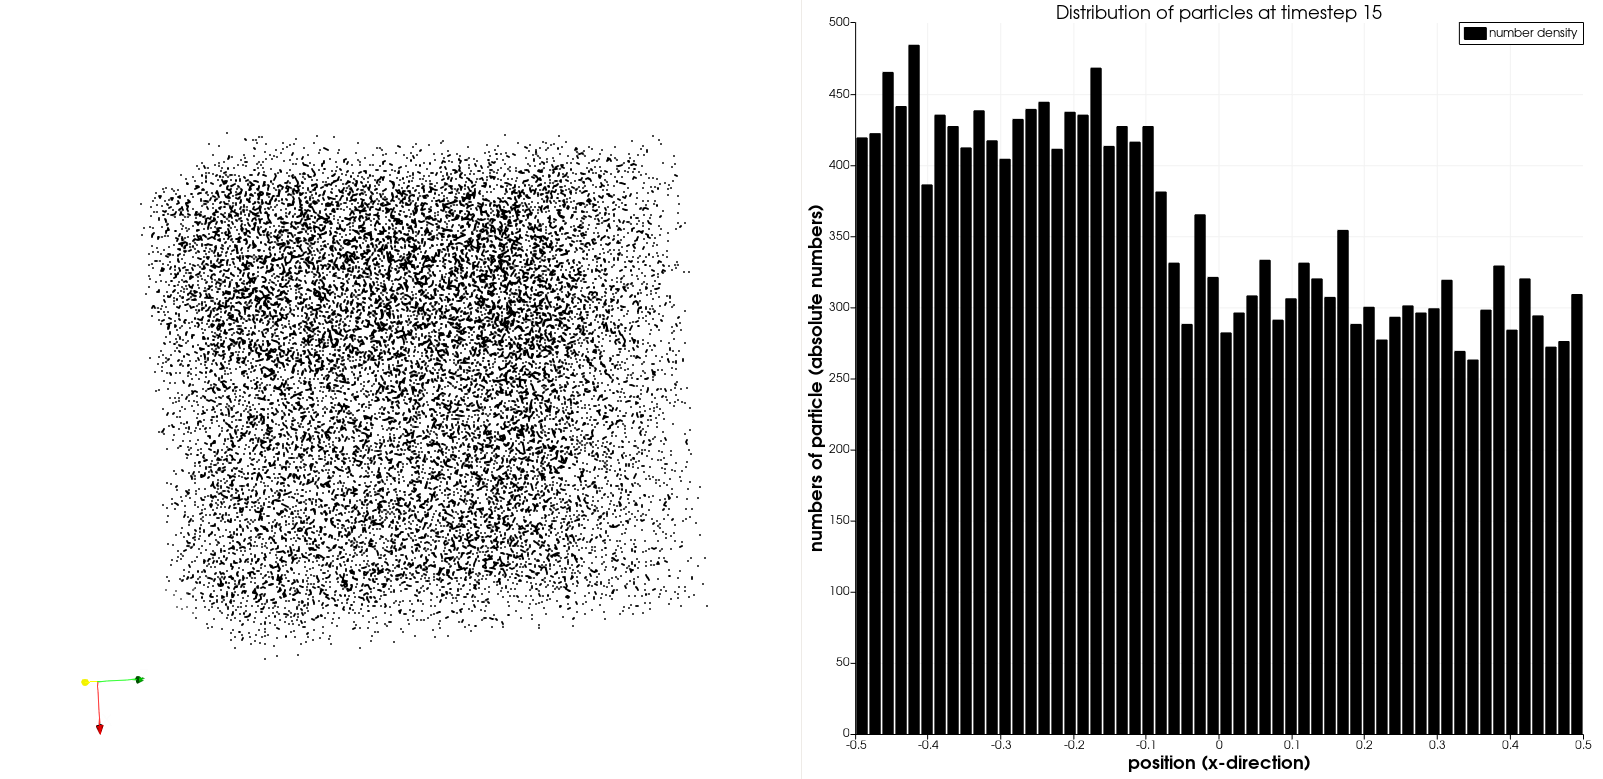 Distribution of particles at timestep 15
number density
500
450
400
350
300
250
200
150
100
50
0
numbers of particle (absolute numbers)
-0.5 -0.4 -0.3 -0.2 -0.1 0 0.1 0.2 0.3 0.4 0.5
position (x-direction)